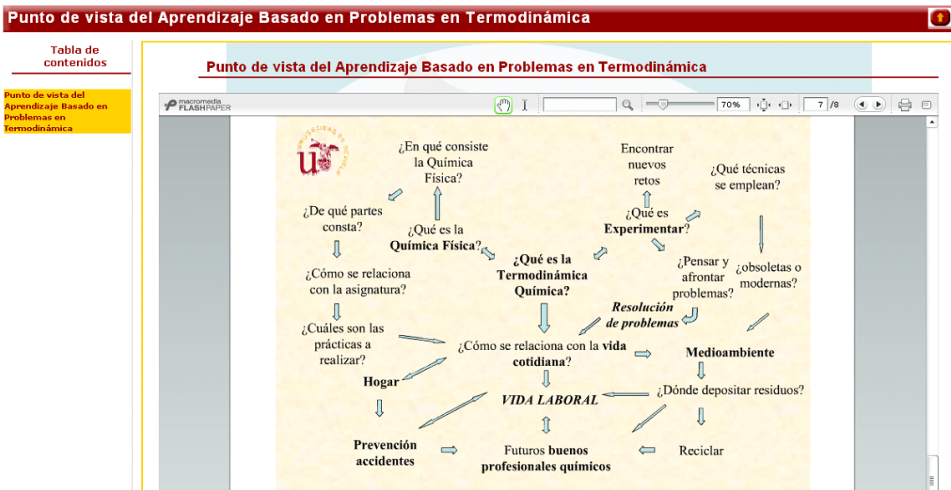 Punto de vista del Aprendizaje Basado en Problemas en Termodinámica
Tabla de
contenidos
Punto de vista del
Aprendizaje Basado en
Problemas en
Termodinámica
Punto de vista del Aprendizaje Basado en Problemas en Termodinámica
macromedia
FLASHPAPER
70%
7 /8
¿En qué consiste
la Química
Física?
Encontrar
nuevos
retos
¿Qué técnicas
se emplean?
¿De qué partes
consta?
¿Qué es la
Química Física?
¿Qué es
Experimentar?
¿Qué es la
Termodinámica
Química?
¿Pensar y
afrontar
problemas?
¿obsoletas o
modernas?
¿Cómo se relaciona
con la asignatura?
Resolución
de problemas
¿Cuáles son las
prácticas a
realizar?
¿Cómo se relaciona con la vida
cotidiana?
Medioambiente
Hogar
VIDA LABORAL
¿Dónde depositar residuos?
Prevención
accidentes
Futuros buenos
profesionales químicos
Reciclar